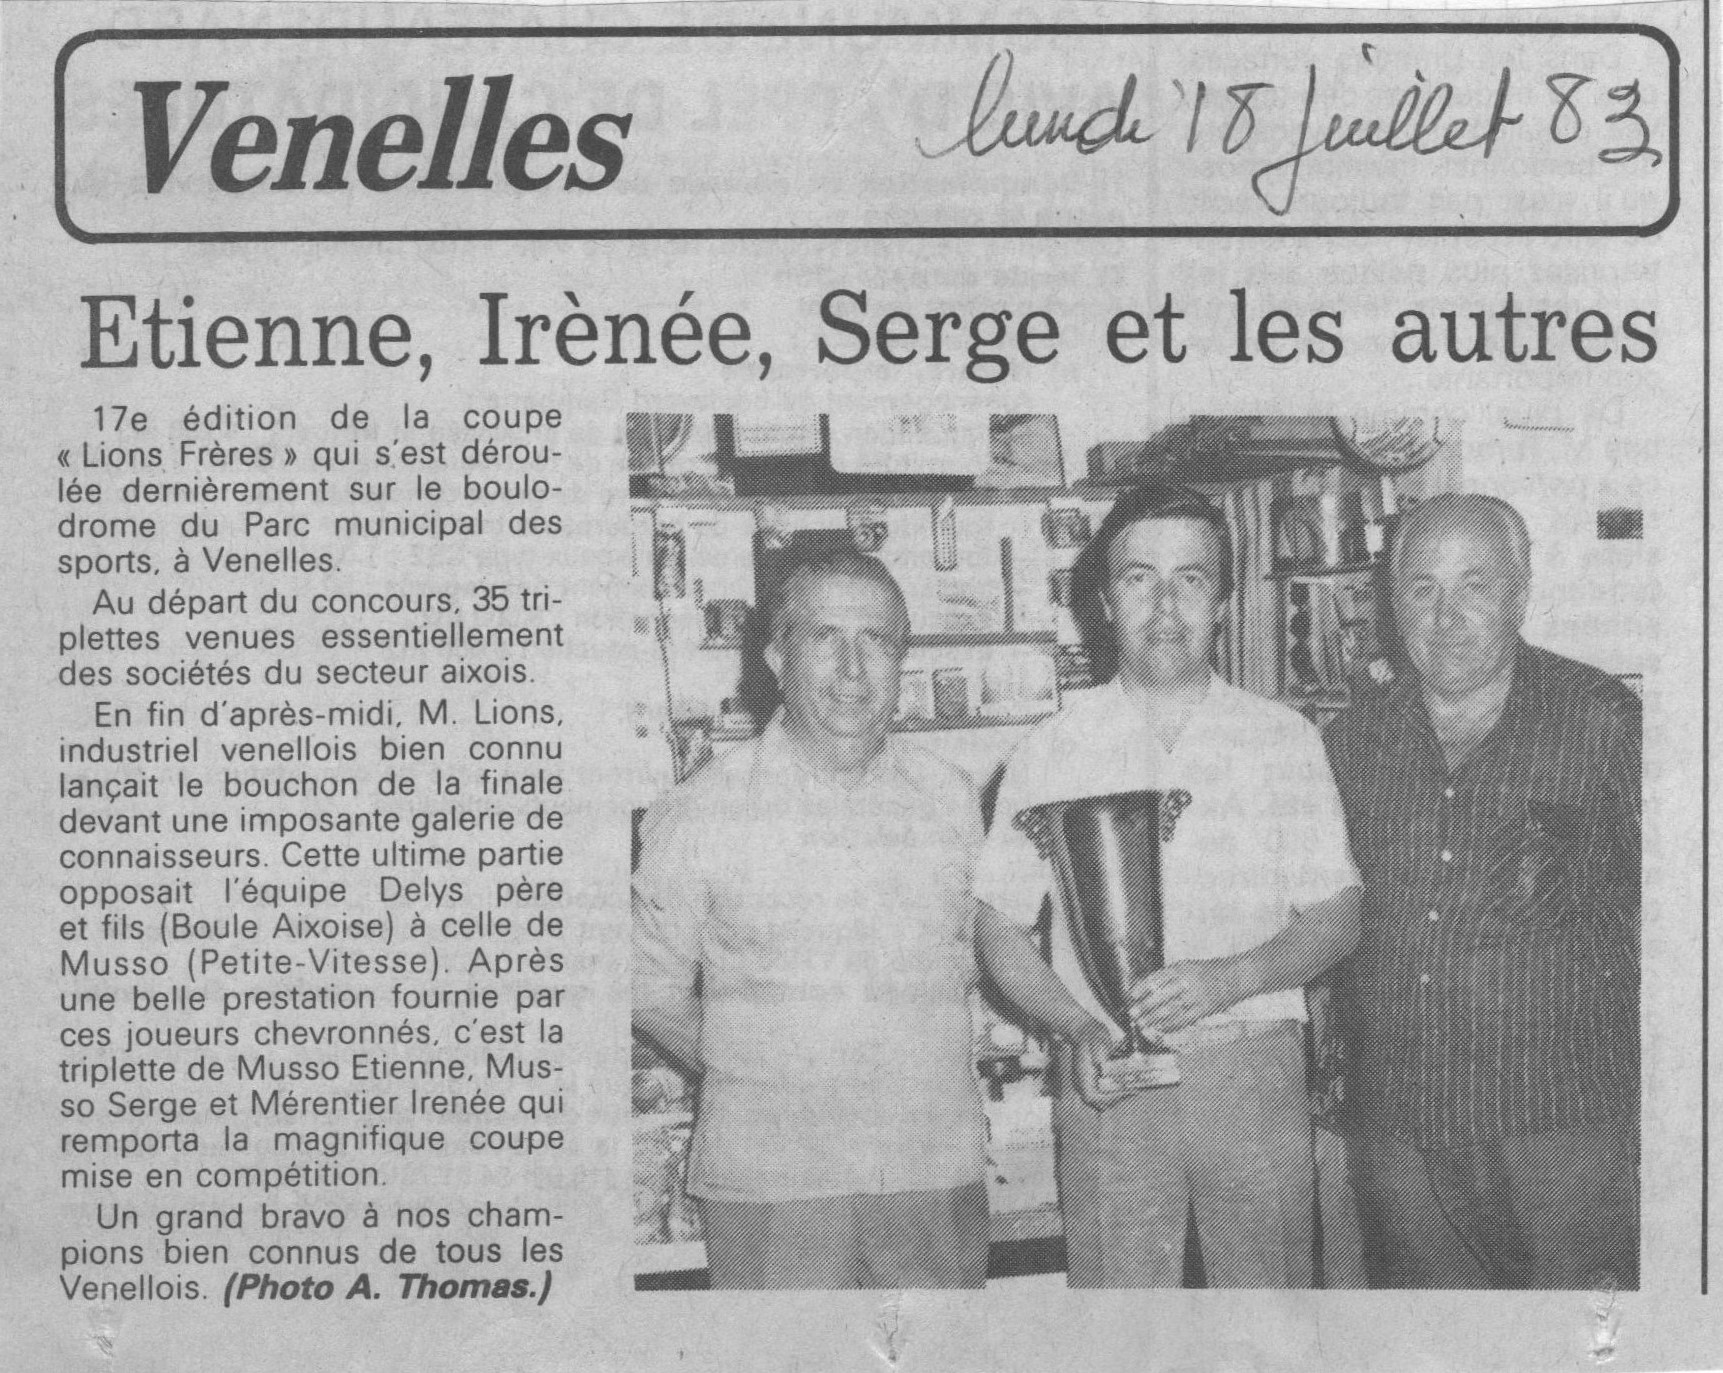 Venelles
lundi 18 juillet 83
Etienne, Irènée, Serge et les autres
17e édition de la coupe
« Lions Frères » qui s'est dérou-
lée dernièrement sur le boulo-
drome du Parc municipal des
sports, à Venelles.
Au départ du concours, 35 tri-
plettes venues essentiellement
des sociétés du secteur aixois.
En fin d'après-midi, M. Lions,
industriel venellois bien connu
lançait le bouchon de la finale
devant une imposante galerie de
connaisseurs. Cette ultime partie
opposait l'équipe Delys père
et fils (Boule Aixoise) à celle de
Musso (Petite-Vitesse). Après
une belle prestation fournie par
ces joueurs chevronnés, c'est la
triplette de Musso Etienne, Mus-
so Serge et Mérentier Irenée qui
remporta la magnifique coupe
mise en compétition.
Un grand bravo à nos cham-
pions bien connus de tous les
Venellois. (Photo A. Thomas.)